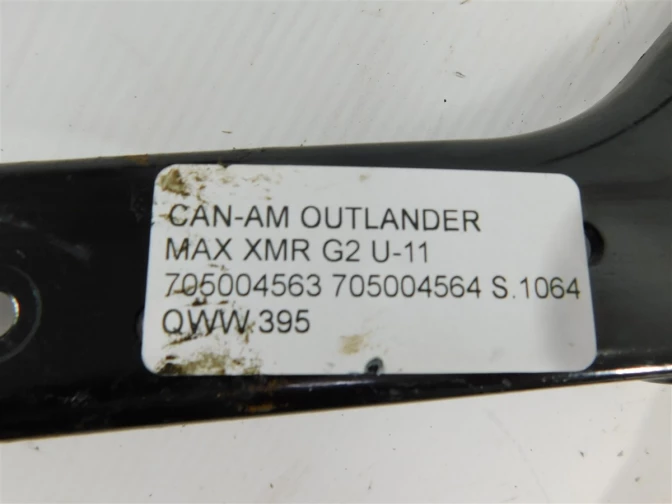 CAN-AM OUTLANDER
MAX XMR G2 U-11
705004563 705004564 S.1064
QWW.395